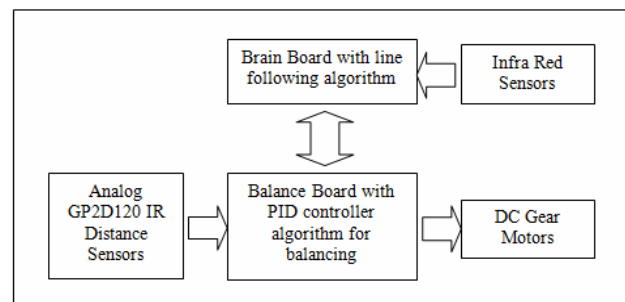 Brain Board with line
following algorithm
Infra Red
Sensors
Analog
GP2D120 IR
Distance
Sensors
Balance Board with
PID controller
algorithm for
balancing
DC Gear
Motors